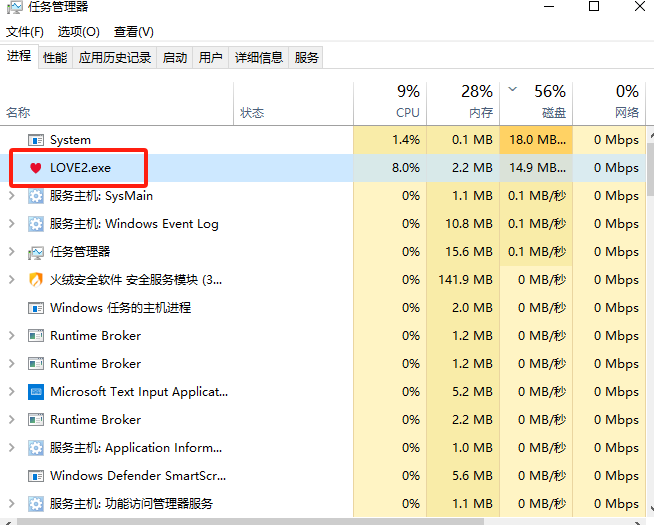 任务管理器
文件(F) 选项(O) 查看(V)
进程 性能 应用历史记录 启动 用户 详细信息 服务
9% 28% 56% 0%
名称 状态 CPU 内存 磁盘 网络
System 1.4% 0.1 MB 18.0 MB... 0 Mbps
LOVE2.exe 8.0% 2.2 MB 14.9 MB... 0 Mbps
服务主机: SysMain 0% 1.1 MB 0.1 MB/秒 0 Mbps
服务主机: Windows Event Log 0% 10.8 MB 0.1 MB/秒 0 Mbps
任务管理器 0% 15.6 MB 0.1 MB/秒 0 Mbps
火绒安全软件 安全服务模块 (3... 0% 141.9 MB 0 MB/秒 0 Mbps
Windows 任务的主机进程 0% 2.0 MB 0 MB/秒 0 Mbps
Runtime Broker 0% 1.2 MB 0 MB/秒 0 Mbps
Runtime Broker 0% 1.2 MB 0 MB/秒 0 Mbps
Microsoft Text Input Applicat... 0% 5.2 MB 0 MB/秒 0 Mbps
Runtime Broker 0% 2.2 MB 0 MB/秒 0 Mbps
服务主机: Application Inform... 0% 1.0 MB 0 MB/秒 0 Mbps
Windows Defender SmartScr... 0% 5.6 MB 0 MB/秒 0 Mbps
服务主机: 功能访问管理器服务 0% 1.1 MB 0 MB/秒 0 Mbps